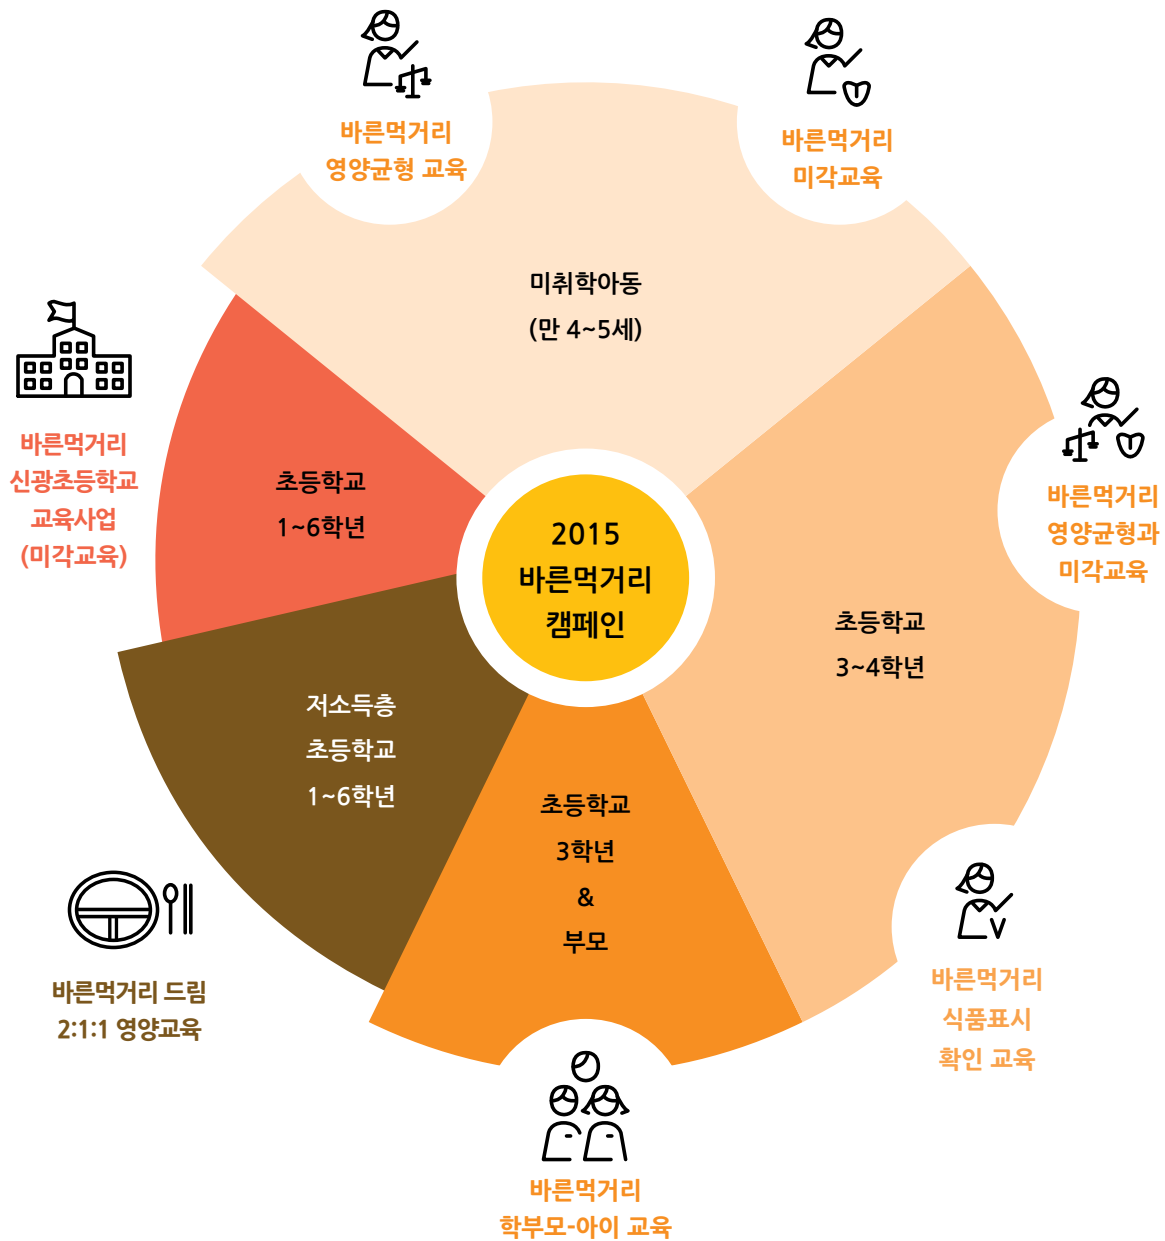 바른먹거리
영양균형 교육
바른먹거리
미각교육
미취학아동
(만 4~5세)
바른먹거리
신광초등학교
교육사업
(미각교육)
초등학교
1~6학년
2015
바른먹거리
캠페인
바른먹거리
영양균형과
미각교육
초등학교
3~4학년
저소득층
초등학교
1~6학년
초등학교
3학년
&
부모
바른먹거리 드림
2:1:1 영양교육
바른먹거리
식품표시
확인 교육
바른먹거리
학부모-아이 교육